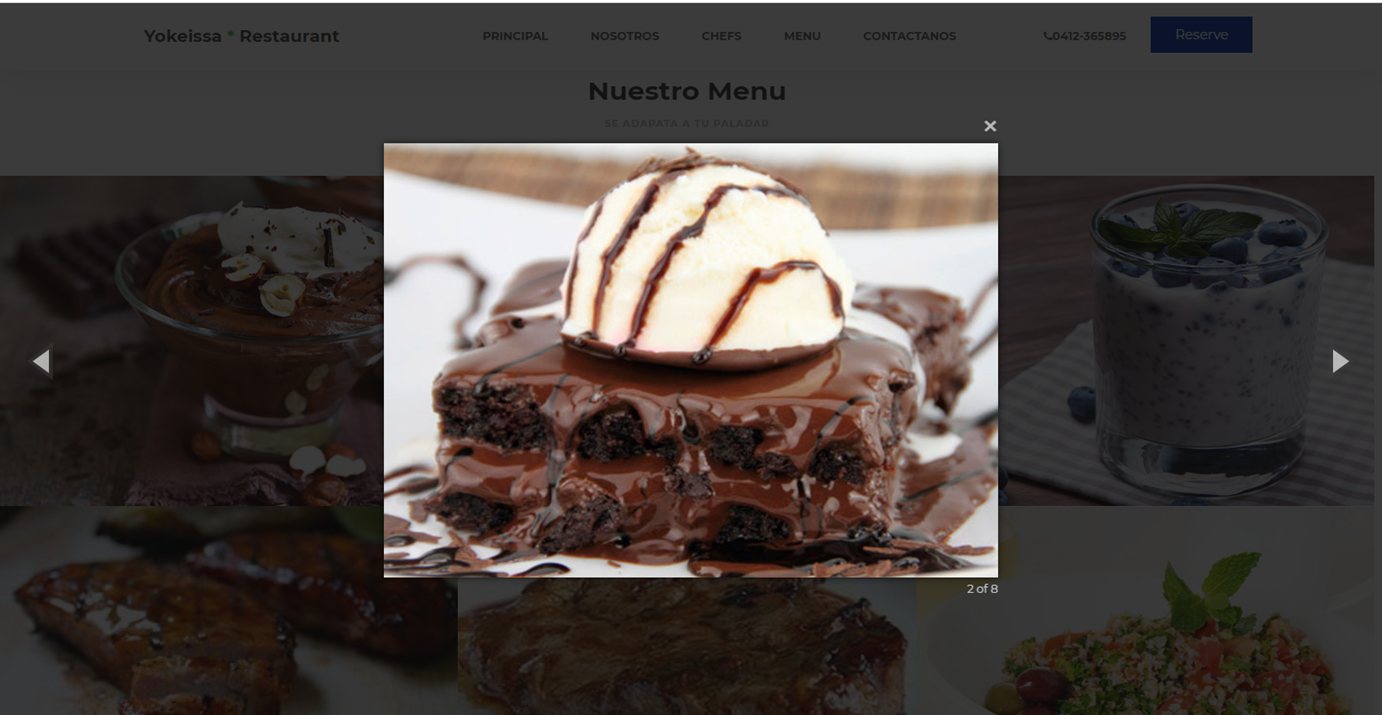 Yokeissa * Restaurant
PRINCIPAL
NOSOTROS
CHEFS
MENU
CONTACTANOS
0412-365895
Reserve
Nuestro Menu
SE ADAPATA A TU PALADAR
×
2 of 8